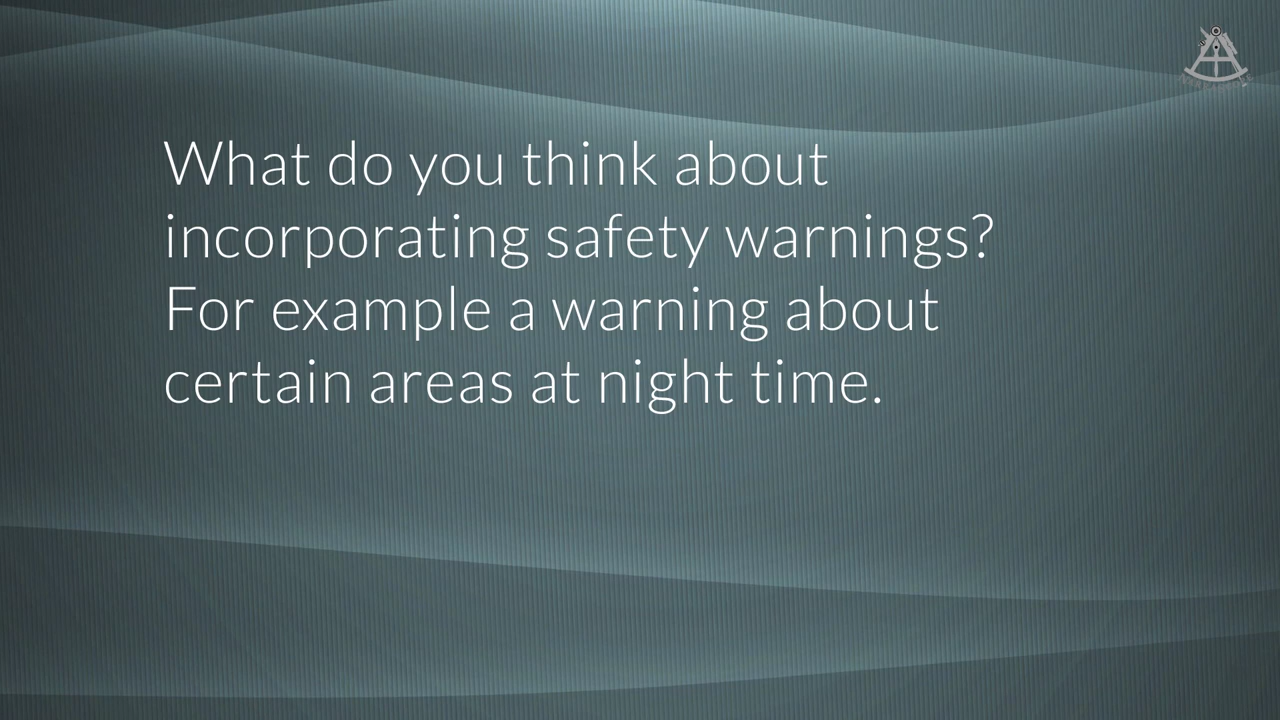 What do you think about
incorporating safety warnings?
For example a warning about
certain areas at night time.